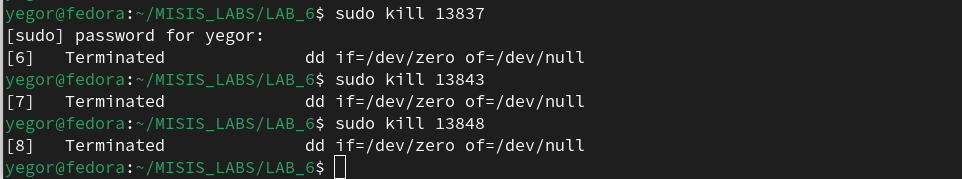 yegor@fedora:~/MISIS_LABS/LAB_6$ sudo kill 13837
[sudo] password for yegor:
[6]   Terminated              dd if=/dev/zero of=/dev/null
yegor@fedora:~/MISIS_LABS/LAB_6$ sudo kill 13843
[7]   Terminated              dd if=/dev/zero of=/dev/null
yegor@fedora:~/MISIS_LABS/LAB_6$ sudo kill 13848
[8]   Terminated              dd if=/dev/zero of=/dev/null
yegor@fedora:~/MISIS_LABS/LAB_6$